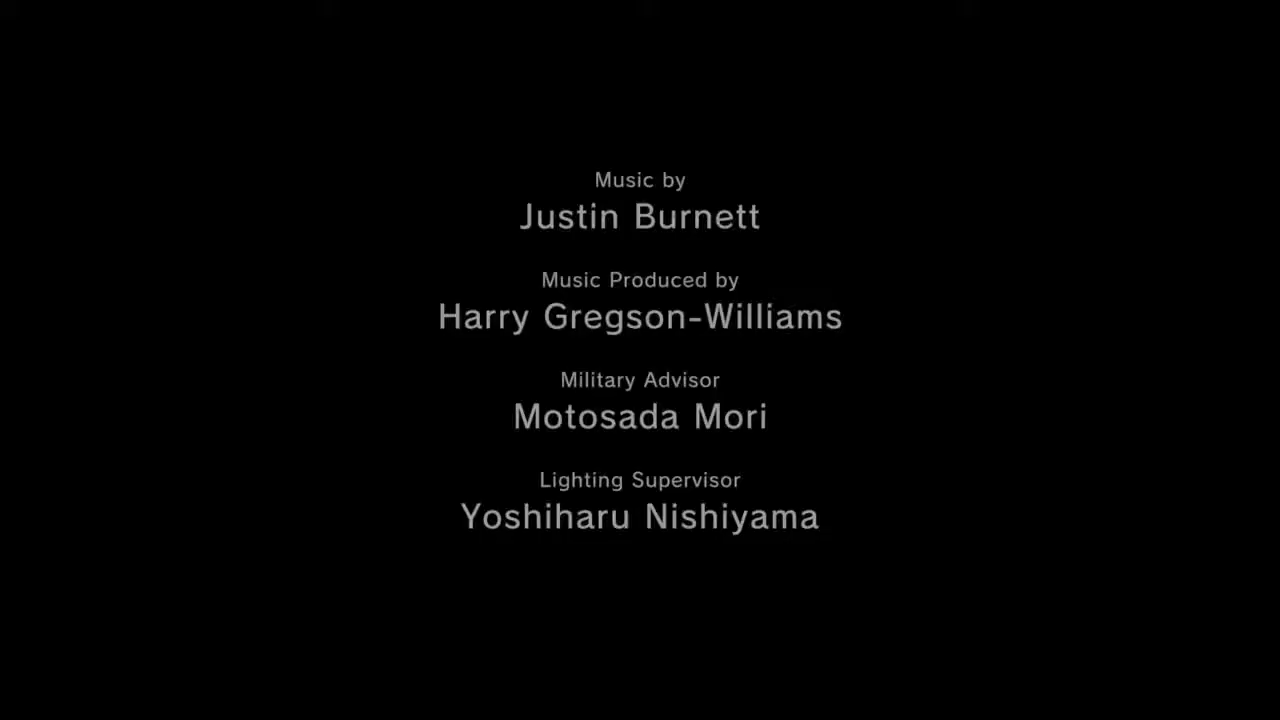 Music by
Justin Burnett
Music Produced by
Harry Gregson-Williams
Military Advisor
Motosada Mori
Lighting Supervisor
Yoshiharu Nishiyama